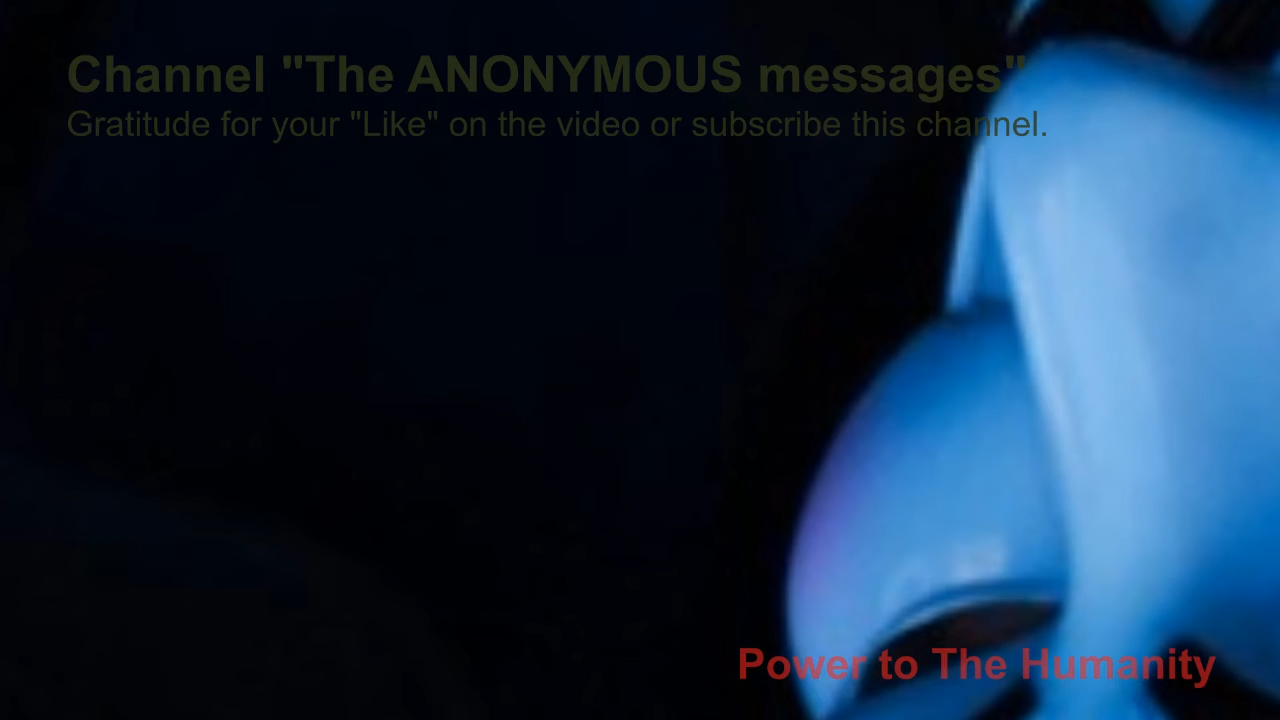 Channel "The ANONYMOUS messages"
Gratitude for your "Like" on the video or subscribe this channel.
Power to The Humanity